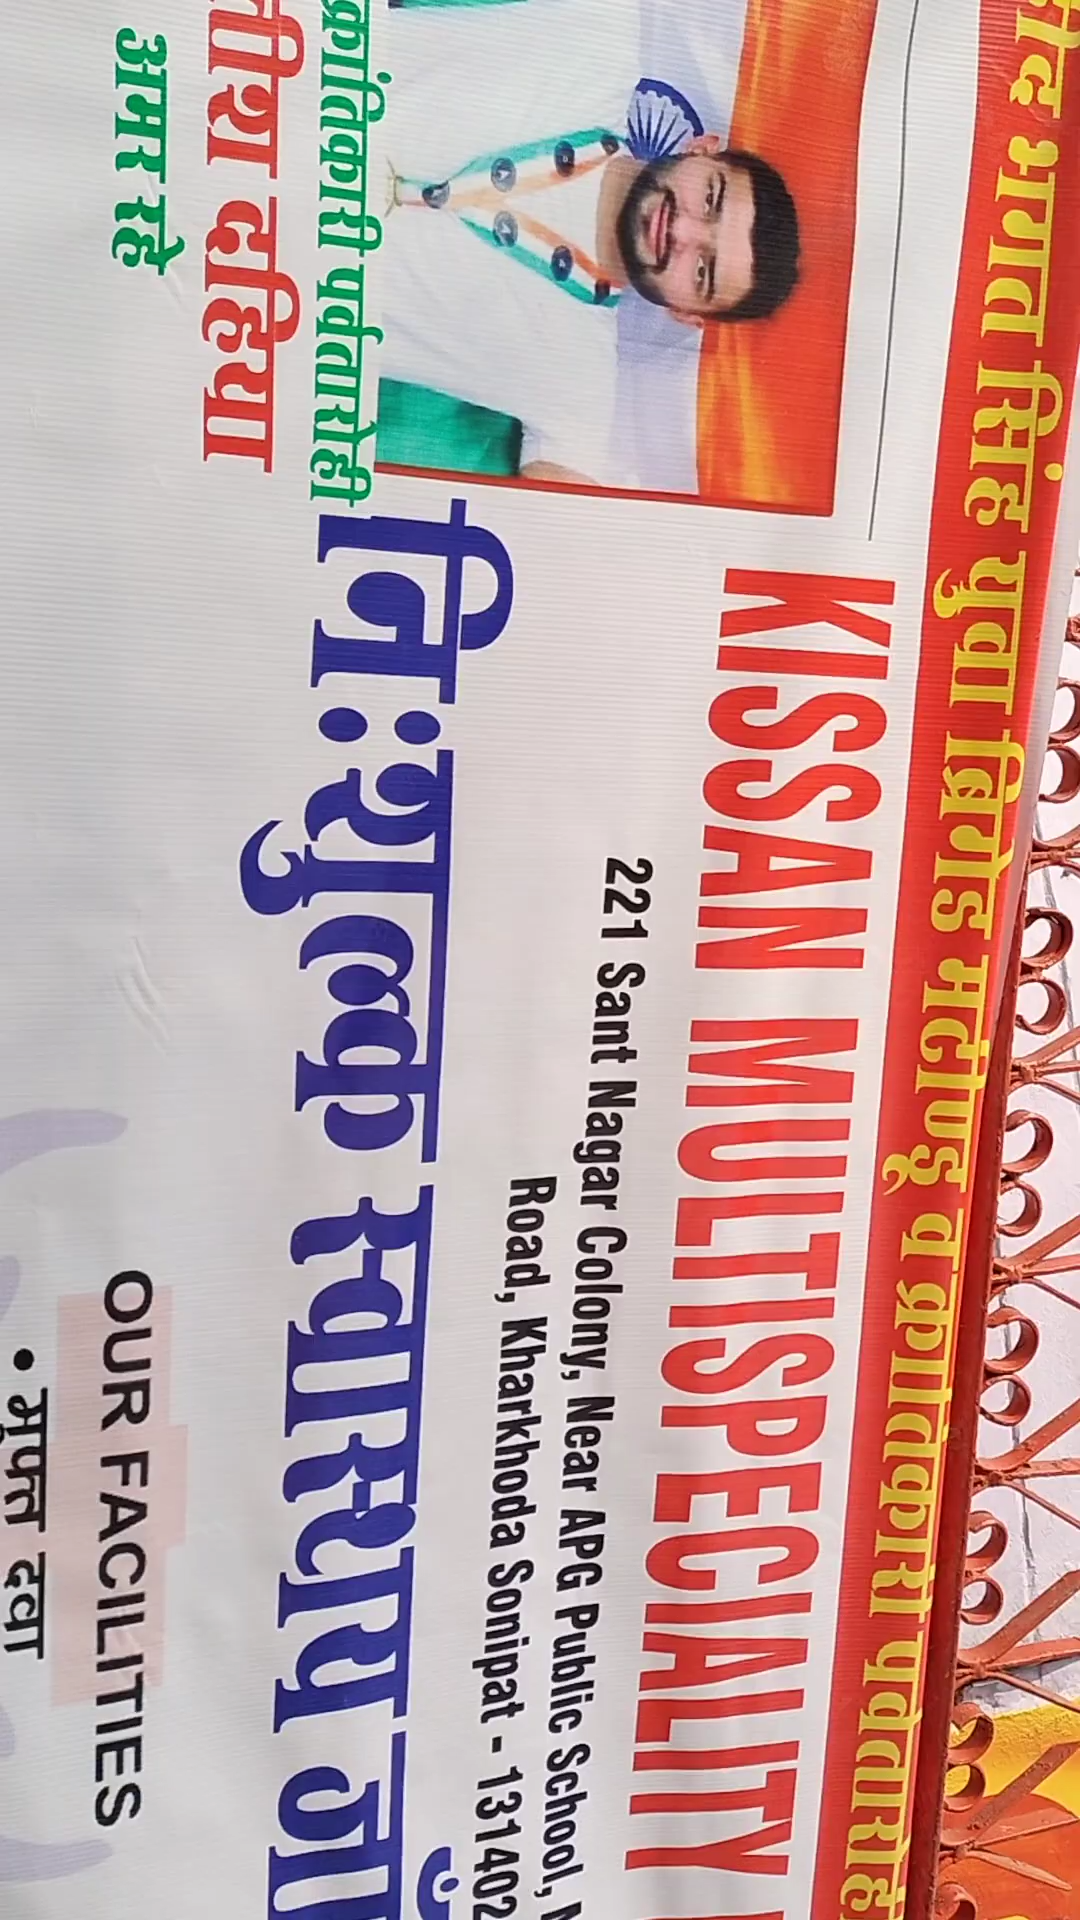 भगत सिंह युवा ब्रिगेड मटोण्डू व क्रांतिकारी पर्वतारोही
KISSAN MULTISPECIALITY
221 Sant Nagar Colony, Near APG Public School,
Road, Kharkhoda Sonipat - 131402
क्रांतिकारी पर्वतारोही
दहिया
अमर रहे
निःशुल्क स्वास्थ्य
OUR FACILITIES
• मुफ्त दवा